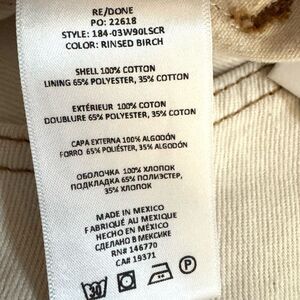 RE/DONE
PO: 22618
STYLE: 184-03W90LSCR
COLOR: RINSED BIRCH
SHELL 100% COTTON
LINING 65% POLYESTER, 35% COTTON
EXTÉRIEUR 100% COTON
DOUBLURE 65% POLYESTER, 35% COTON
CAPA EXTERNA 100% ALGODÓN
FORRO 65% POLIÉSTER, 35% ALGODÓN
ОБОЛОЧКА 100% ХЛОПОК
ПОДКЛАДКА 65% ПОЛИЭСТЕР,
35% ХЛОПОК
MADE IN MEXICO
FABRIQUÉ AU MEXIQUE
HECHO EN MÉXICO
СДЕЛАНО В МЕКСИКЕ
RN# 146770
CA# 19371
30 P